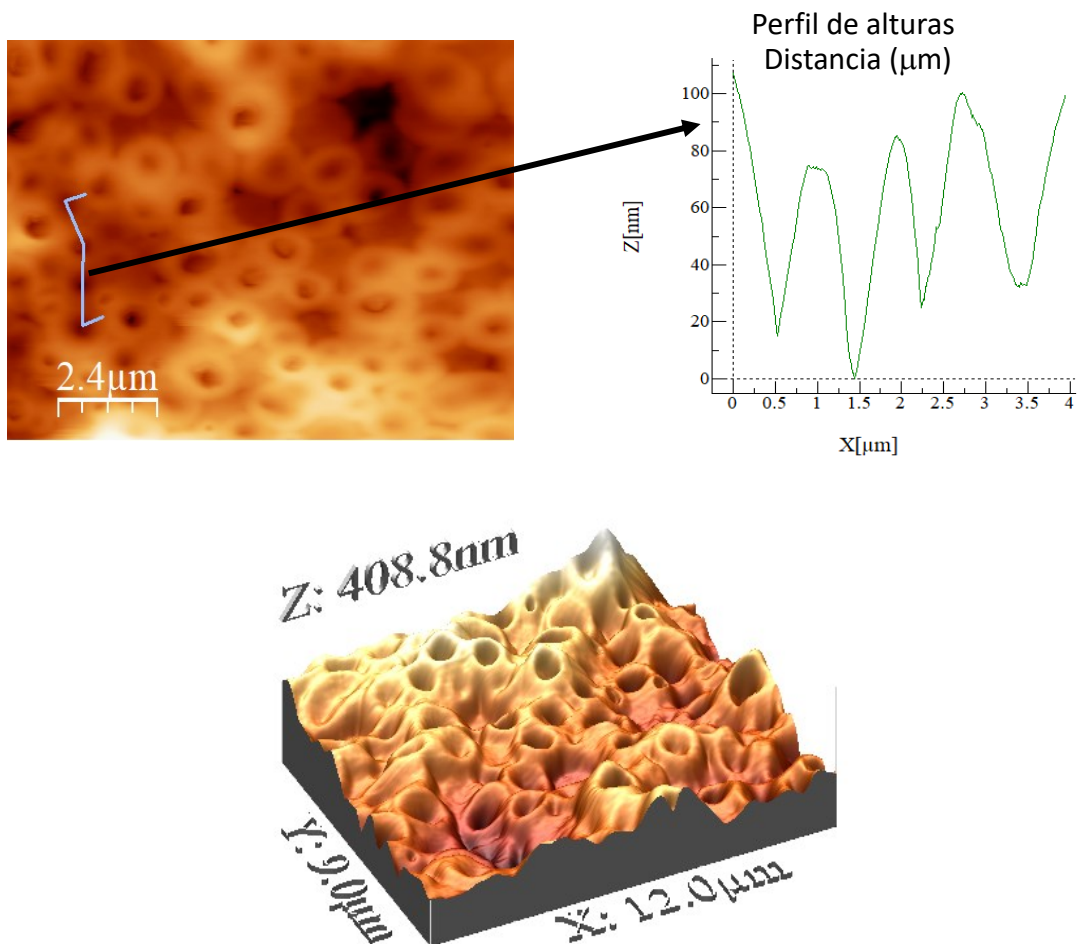 Perfil de alturas
Distancia (μm)
100
80
60
40
20
0
Z[nm]
0 0.5 1 1.5 2 2.5 3 3.5 4
X[µm]
2.4µm
Z: 408.8nm
Y: 9.0µm
X: 12.0µm